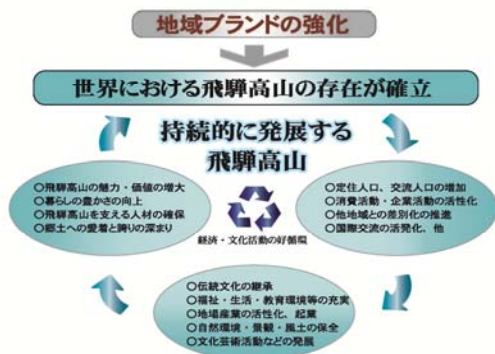 地域ブランドの強化
世界における飛騨高山の存在が確立
持続的に発展する
飛騨高山
○飛騨高山の魅力・価値の増大
○暮らしの豊かさの向上
○飛騨高山を支える人材の確保
○郷土への愛着と誇りの深まり
経済・文化活動の好循環
○定住人口、交流人口の増加
○消費活動・企業活動の活性化
○他地域との差別化の推進
○国際交流の活発化、他
○伝統文化の継承
○福祉・生活・教育環境等の充実
○地場産業の活性化、起業
○自然環境・景観・風土の保全
○文化芸術活動などの発展